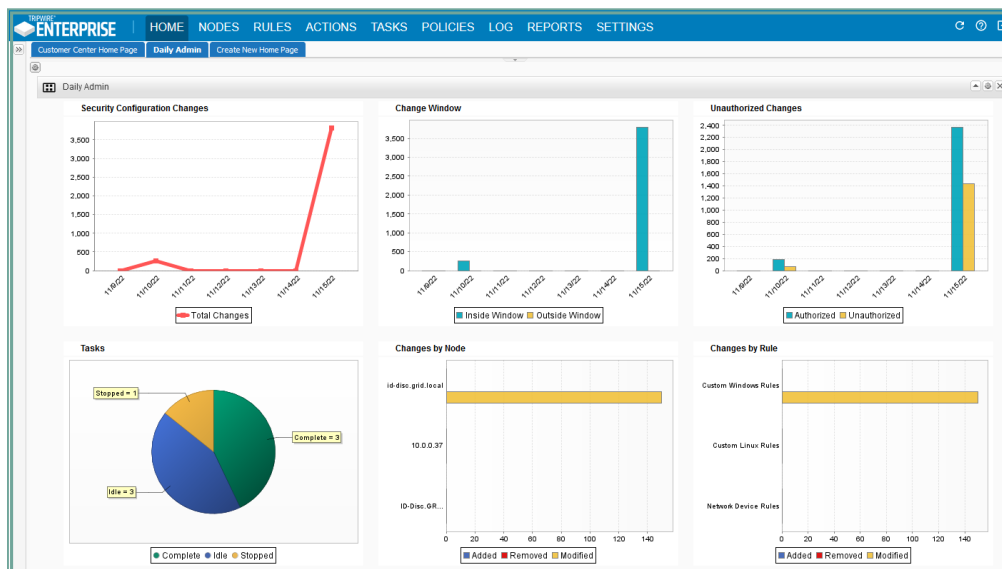 TRIPWIRE
ENTERPRISE
HOME NODES RULES ACTIONS TASKS POLICIES LOG REPORTS SETTINGS
Customer Center Home Page Daily Admin Create New Home Page
Daily Admin
Security Configuration Changes
3,500
3,000
2,500
2,000
1,500
1,000
500
0
11/9/22 11/10/22 11/11/22 11/12/22 11/13/22 11/14/22 11/15/22
Total Changes
Change Window
3,500
3,000
2,500
2,000
1,500
1,000
500
0
11/9/22 11/10/22 11/11/22 11/12/22 11/13/22 11/14/22 11/15/22
Inside Window Outside Window
Unauthorized Changes
2,400
2,200
2,000
1,800
1,600
1,400
1,200
1,000
800
600
400
200
0
11/9/22 11/10/22 11/11/22 11/12/22 11/13/22 11/14/22 11/15/22
Authorized Unauthorized
Tasks
Stopped = 1
Complete = 3
Idle = 3
Complete Idle Stopped
Changes by Node
id-disc.grid.local
10.0.0.37
ID-Disc.GR...
0 20 40 60 80 100 120 140
Added Removed Modified
Changes by Rule
Custom Windows Rules
Custom Linux Rules
Network Device Rules
0 20 40 60 80 100 120 140
Added Removed Modified